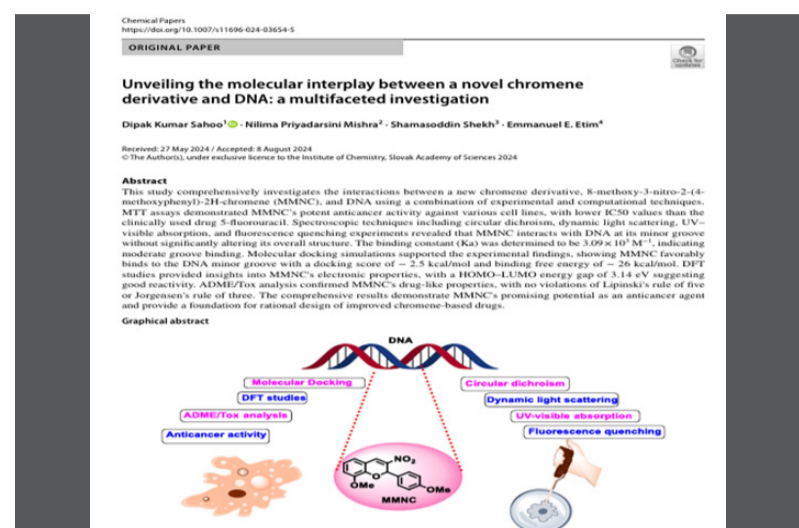 Chemical Papers
https://doi.org/10.1007/s11696-024-03654-5
ORIGINAL PAPER
Check for
updates
Unveiling the molecular interplay between a novel chromene
derivative and DNA: a multifaceted investigation
Dipak Kumar Sahoo¹ · Nilima Priyadarsini Mishra² · Shamasoddin Shekh³ · Emmanuel E. Etim⁴
Received: 27 May 2024 / Accepted: 8 August 2024
© The Author(s), under exclusive licence to the Institute of Chemistry, Slovak Academy of Sciences 2024
Abstract
This study comprehensively investigates the interactions between a new chromene derivative, 8-methoxy-3-nitro-2-(4-
methoxyphenyl)-2H-chromene (MMNC), and DNA using a combination of experimental and computational techniques.
MTT assays demonstrated MMNC's potent anticancer activity against various cell lines, with lower IC50 values than the
clinically used drug 5-fluorouracil. Spectroscopic techniques including circular dichroism, dynamic light scattering, UV–
visible absorption, and fluorescence quenching experiments revealed that MMNC interacts with DNA at its minor groove
without significantly altering its overall structure. The binding constant (Ka) was determined to be 3.09 × 10³ M⁻¹, indicating
moderate groove binding. Molecular docking simulations supported the experimental findings, showing MMNC favorably
binds to the DNA minor groove with a docking score of − 2.5 kcal/mol and binding free energy of − 26 kcal/mol. DFT
studies provided insights into MMNC's electronic properties, with a HOMO–LUMO energy gap of 3.14 eV suggesting
good reactivity. ADME/Tox analysis confirmed MMNC's drug-like properties, with no violations of Lipinski's rule of five
or Jorgensen's rule of three. The comprehensive results demonstrate MMNC's promising potential as an anticancer agent
and provide a foundation for rational design of improved chromene-based drugs.
Graphical abstract
DNA
Molecular Docking
Circular dichroism
DFT studies
Dynamic light scattering
ADME/Tox analysis
UV-visible absorption
Anticancer activity
Fluorescence quenching
NO₂
O
OMe
OMe
MMNC